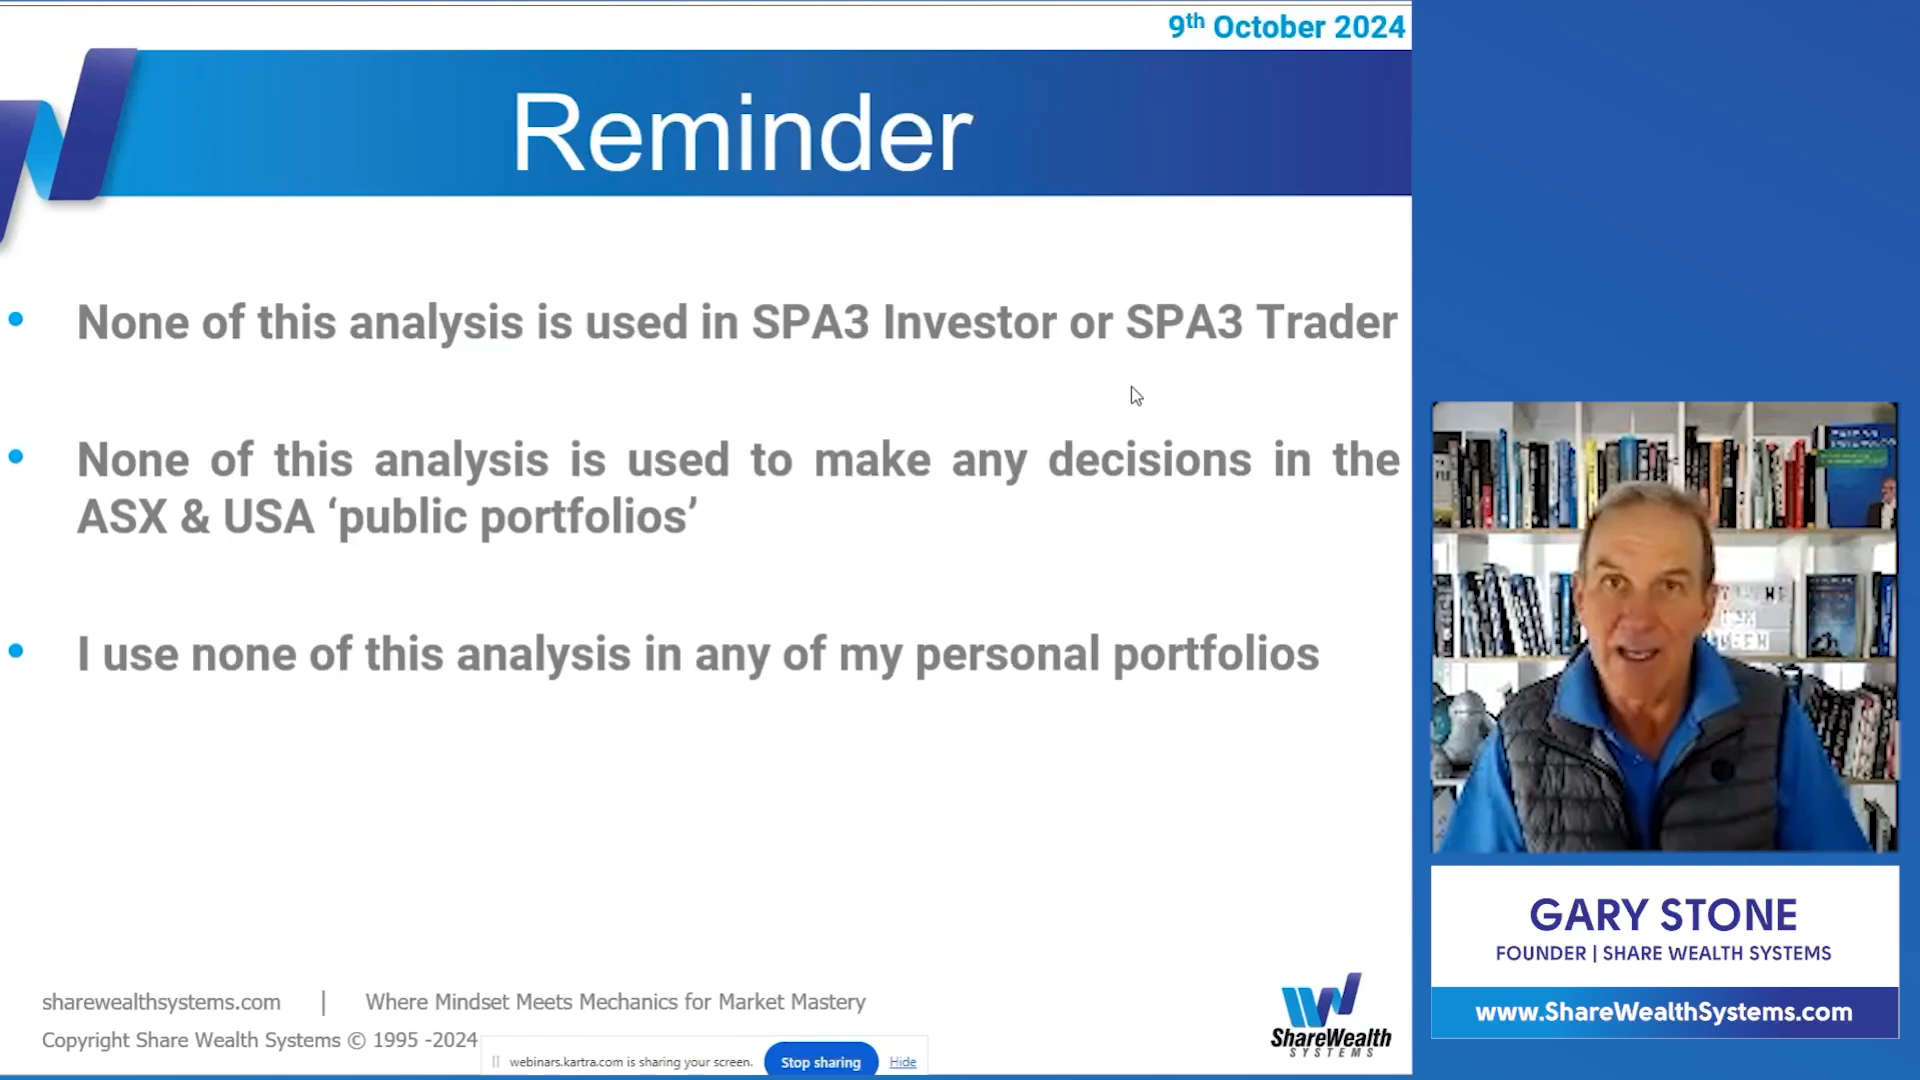 9th October 2024
Reminder
• None of this analysis is used in SPA3 Investor or SPA3 Trader
• None of this analysis is used to make any decisions in the
ASX & USA ‘public portfolios’
• I use none of this analysis in any of my personal portfolios
sharewealthsystems.com | Where Mindset Meets Mechanics for Market Mastery
Copyright Share Wealth Systems © 1995 -2024
webinars.kartra.com is sharing your screen. Stop sharing Hide
ShareWealth
SYSTEMS
GARY STONE
FOUNDER | SHARE WEALTH SYSTEMS
www.ShareWealthSystems.com